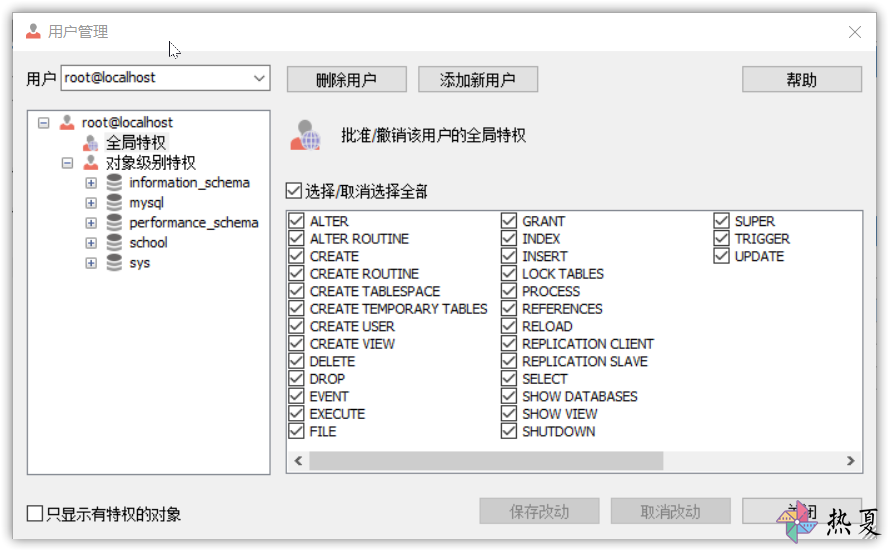 用户管理
用户 root@localhost 删除用户 添加新用户 帮助
root@localhost
全局特权
对象级别特权
information_schema
mysql
performance_schema
school
sys
批准/撤销该用户的全局特权
选择/取消选择全部
ALTER
ALTER ROUTINE
CREATE
CREATE ROUTINE
CREATE TABLESPACE
CREATE TEMPORARY TABLES
CREATE USER
CREATE VIEW
DELETE
DROP
EVENT
EXECUTE
FILE
GRANT
INDEX
INSERT
LOCK TABLES
PROCESS
REFERENCES
RELOAD
REPLICATION CLIENT
REPLICATION SLAVE
SELECT
SHOW DATABASES
SHOW VIEW
SHUTDOWN
SUPER
TRIGGER
UPDATE
只显示有特权的对象 保存改动 取消改动
热夏